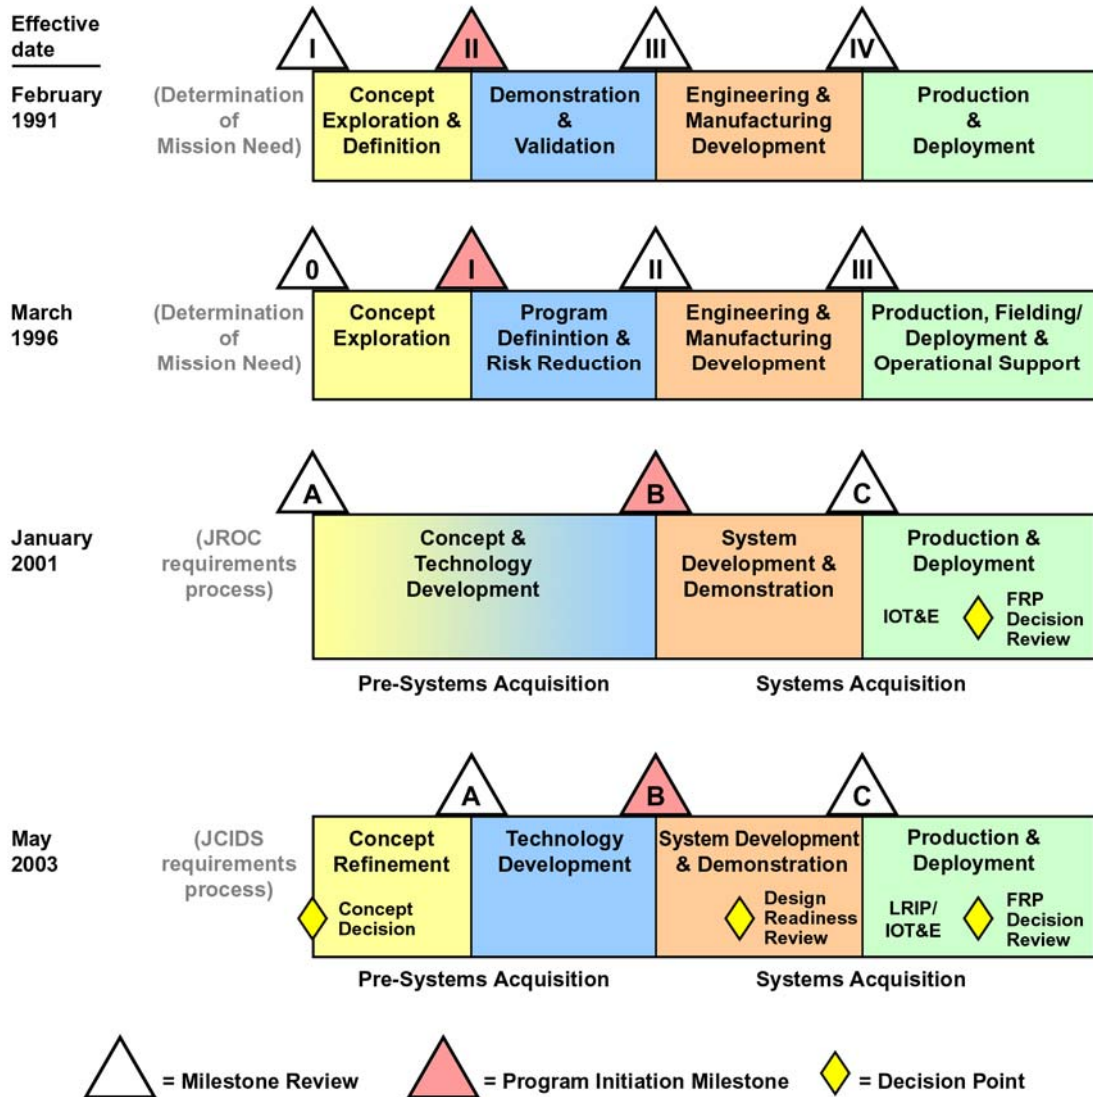 Effective
date
I
II
III
IV
February
1991
(Determination
of
Mission Need)
Concept
Exploration &
Definition
Demonstration
&
Validation
Engineering &
Manufacturing
Development
Production
&
Deployment
0
I
II
III
March
1996
(Determination
of
Mission Need)
Concept
Exploration
Program
Definintion &
Risk Reduction
Engineering &
Manufacturing
Development
Production, Fielding/
Deployment &
Operational Support
A
B
C
January
2001
(JROC
requirements
process)
Concept &
Technology
Development
System
Development &
Demonstration
Production &
Deployment
IOT&E
FRP
Decision
Review
Pre-Systems Acquisition
Systems Acquisition
A
B
C
May
2003
(JCIDS
requirements
process)
Concept
Refinement
Concept
Decision
Technology
Development
System Development
& Demonstration
Design
Readiness
Review
Production &
Deployment
LRIP/
IOT&E
FRP
Decision
Review
Pre-Systems Acquisition
Systems Acquisition
= Milestone Review
= Program Initiation Milestone
= Decision Point